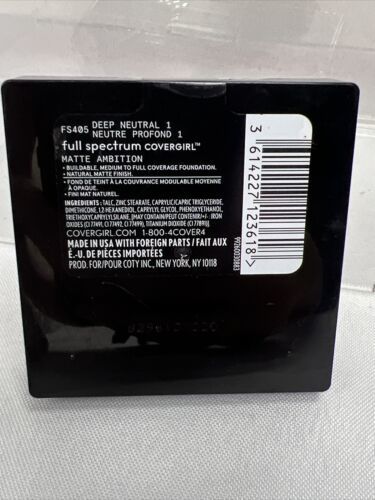 FS405 DEEP NEUTRAL 1
NEUTRE PROFOND 1
full spectrum COVERGIRL™
MATTE AMBITION
• BUILDABLE, MEDIUM TO FULL COVERAGE FOUNDATION.
• NATURAL MATTE FINISH.
• FOND DE TEINT À LA COUVRANCE MODULABLE MOYENNE
À OPAQUE.
• FINI MAT NATUREL.
INGREDIENTS: TALC, ZINC STEARATE, CAPRYLIC/CAPRIC TRIGLYCERIDE,
DIMETHICONE, 1,2-HEXANEDIOL, CAPRYLYL GLYCOL, PHENOXYETHANOL,
TRIETHOXYCAPRYLYLSILANE, [MAY CONTAIN/PEUT CONTENIR/+/-: IRON
OXIDES (CI 77491, CI 77492, CI 77499), TITANIUM DIOXIDE (CI 77891)].
COVERGIRL.COM 1-800-4COVER4
MADE IN USA WITH FOREIGN PARTS / FAIT AUX
É.-U. DE PIÈCES IMPORTÉES
PROD. FOR/POUR COTY INC., NEW YORK, NY 10118
3 614227 123618 >